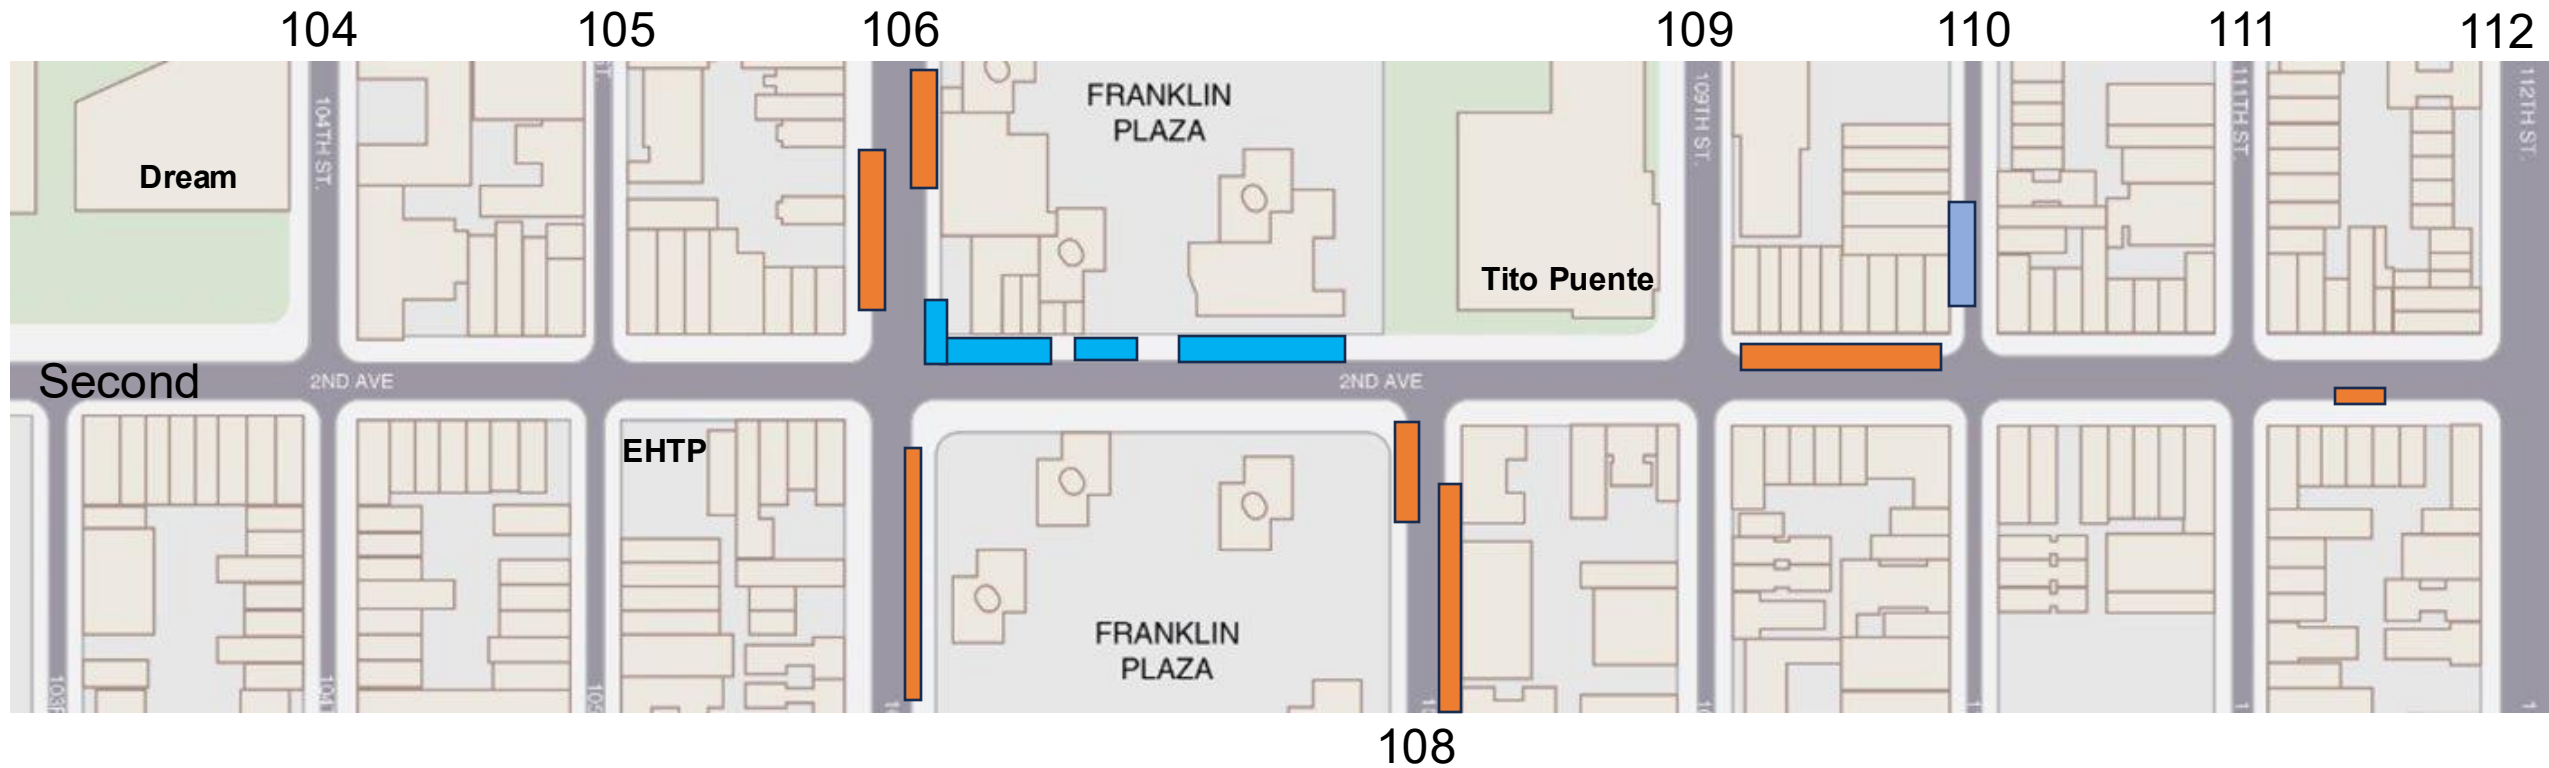 104 105 106 109 110 111 112
104TH ST.
109TH ST.
111TH ST.
112TH ST.
FRANKLIN
PLAZA
Dream
Tito Puente
Second
2ND AVE
2ND AVE
EHTP
FRANKLIN
PLAZA
108